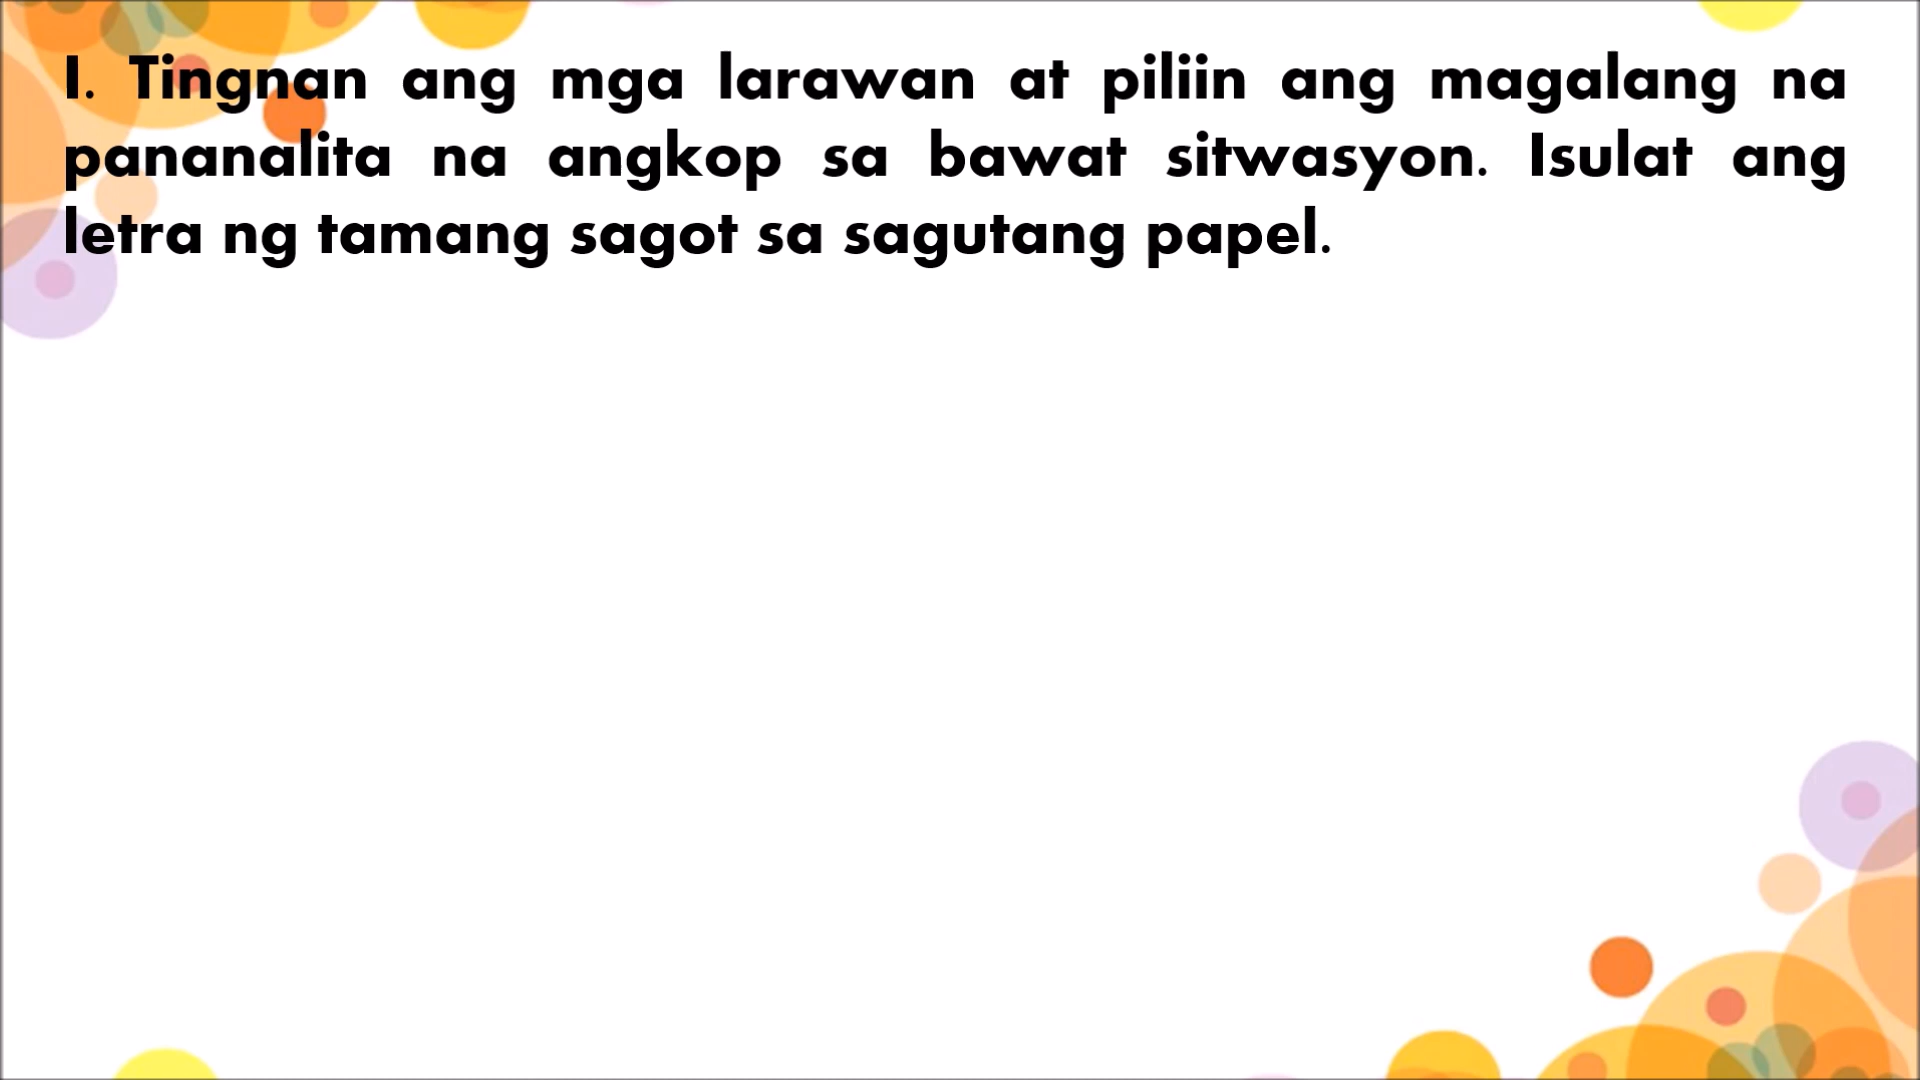 I. Tingnan ang mga larawan at piliin ang magalang na
pananalita na angkop sa bawat sitwasyon. Isulat ang
letra ng tamang sagot sa sagutang papel.